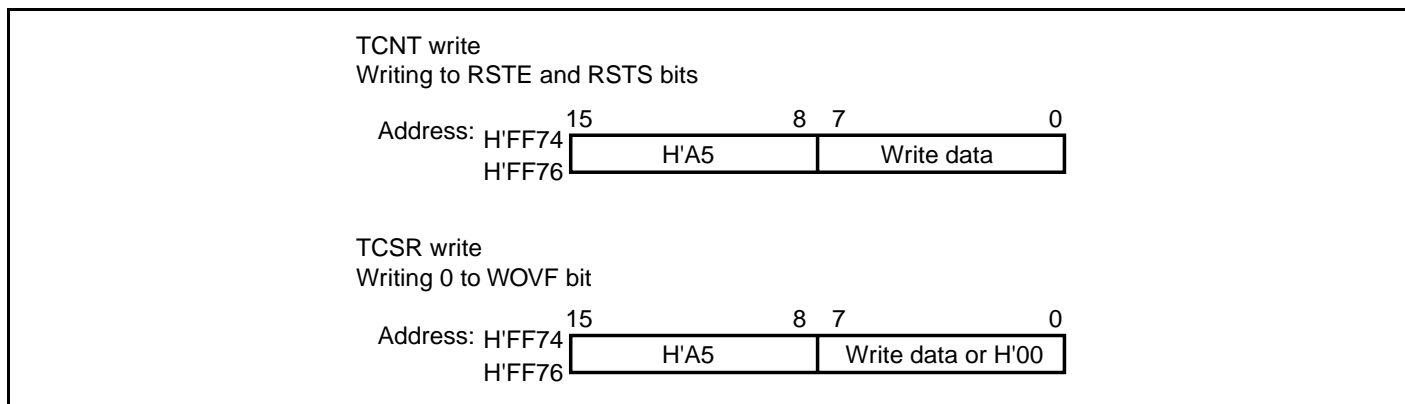 TCNT write
Writing to RSTE and RSTS bits
15 8 7 0
Address: H'FF74
H'A5 Write data
H'FF76
TCSR write
Writing 0 to WOVF bit
15 8 7 0
Address: H'FF74
H'A5 Write data or H'00
H'FF76